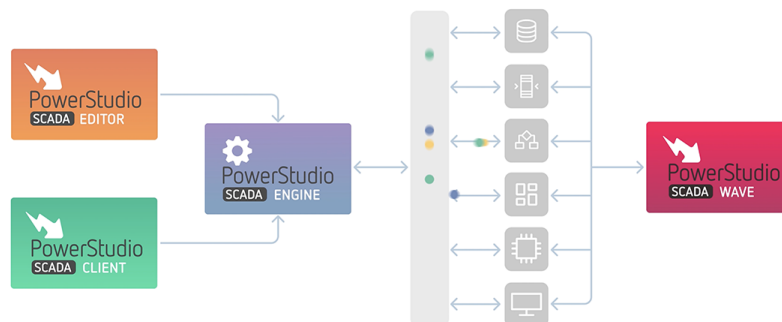 PowerStudio
SCADA EDITOR
PowerStudio
SCADA ENGINE
PowerStudio
SCADA CLIENT
PowerStudio
SCADA WAVE